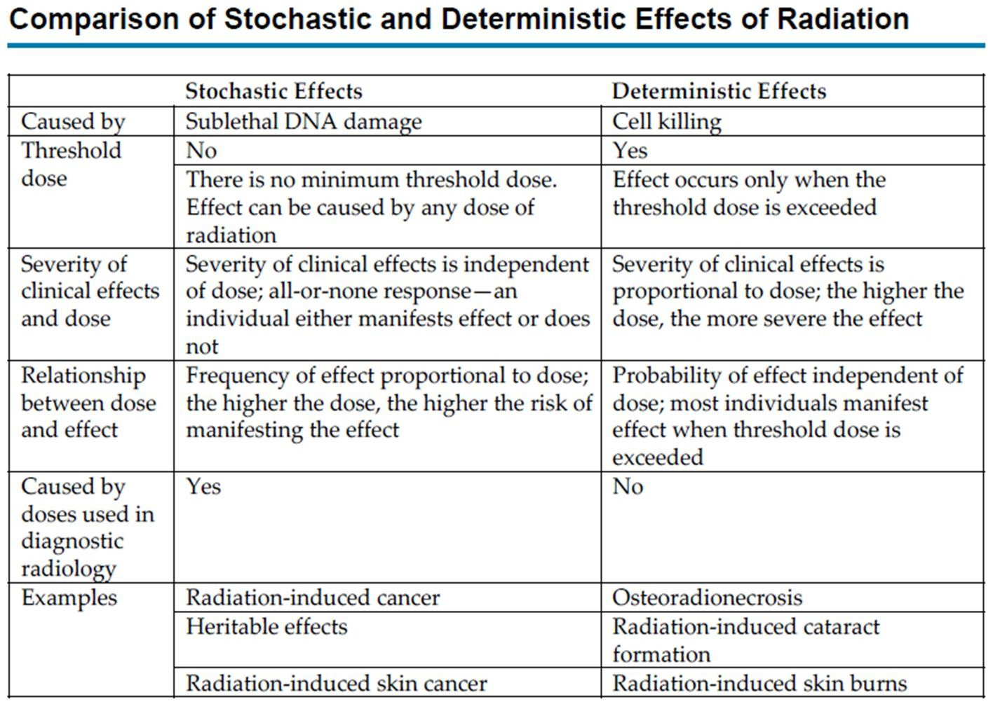 Comparison of Stochastic and Deterministic Effects of Radiation
Stochastic Effects
Deterministic Effects
Caused by
Sublethal DNA damage
Cell killing
Threshold
dose
No
Yes
There is no minimum threshold dose.
Effect can be caused by any dose of
radiation
Effect occurs only when the
threshold dose is exceeded
Severity of
clinical effects
and dose
Severity of clinical effects is independent
of dose; all-or-none response—an
individual either manifests effect or does
not
Severity of clinical effects is
proportional to dose; the higher the
dose, the more severe the effect
Relationship
between dose
and effect
Frequency of effect proportional to dose;
the higher the dose, the higher the risk of
manifesting the effect
Probability of effect independent of
dose; most individuals manifest
effect when threshold dose is
exceeded
Caused by
doses used in
diagnostic
radiology
Yes
No
Examples
Radiation-induced cancer
Osteoradionecrosis
Heritable effects
Radiation-induced cataract
formation
Radiation-induced skin cancer
Radiation-induced skin burns